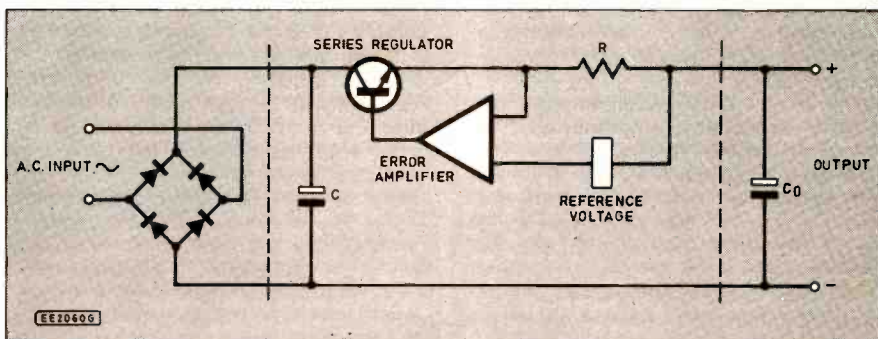 SERIES REGULATOR
R
+
A.C. INPUT ~
ERROR
AMPLIFIER
C
REFERENCE
VOLTAGE
OUTPUT
C0
-
EE2060G